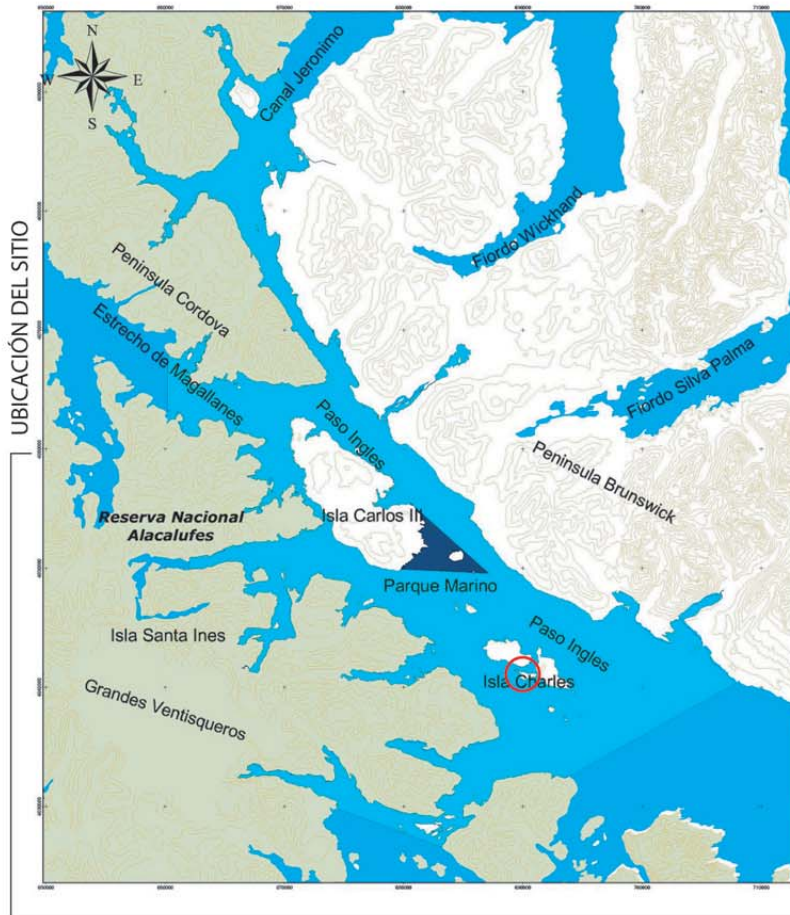 UBICACIÓN DEL SITIO
N
W
E
S
Canal Jeronimo
Fiordo Wickhand
Peninsula Cordova
Estrecho de Magallanes
Paso Ingles
Fiordo Silva Palma
Peninsula Brunswick
Isla Carlos III
Reserva Nacional
Alacalufes
Parque Marino
Isla Santa Ines
Paso Ingles
Isla Charles
Grandes Ventisqueros